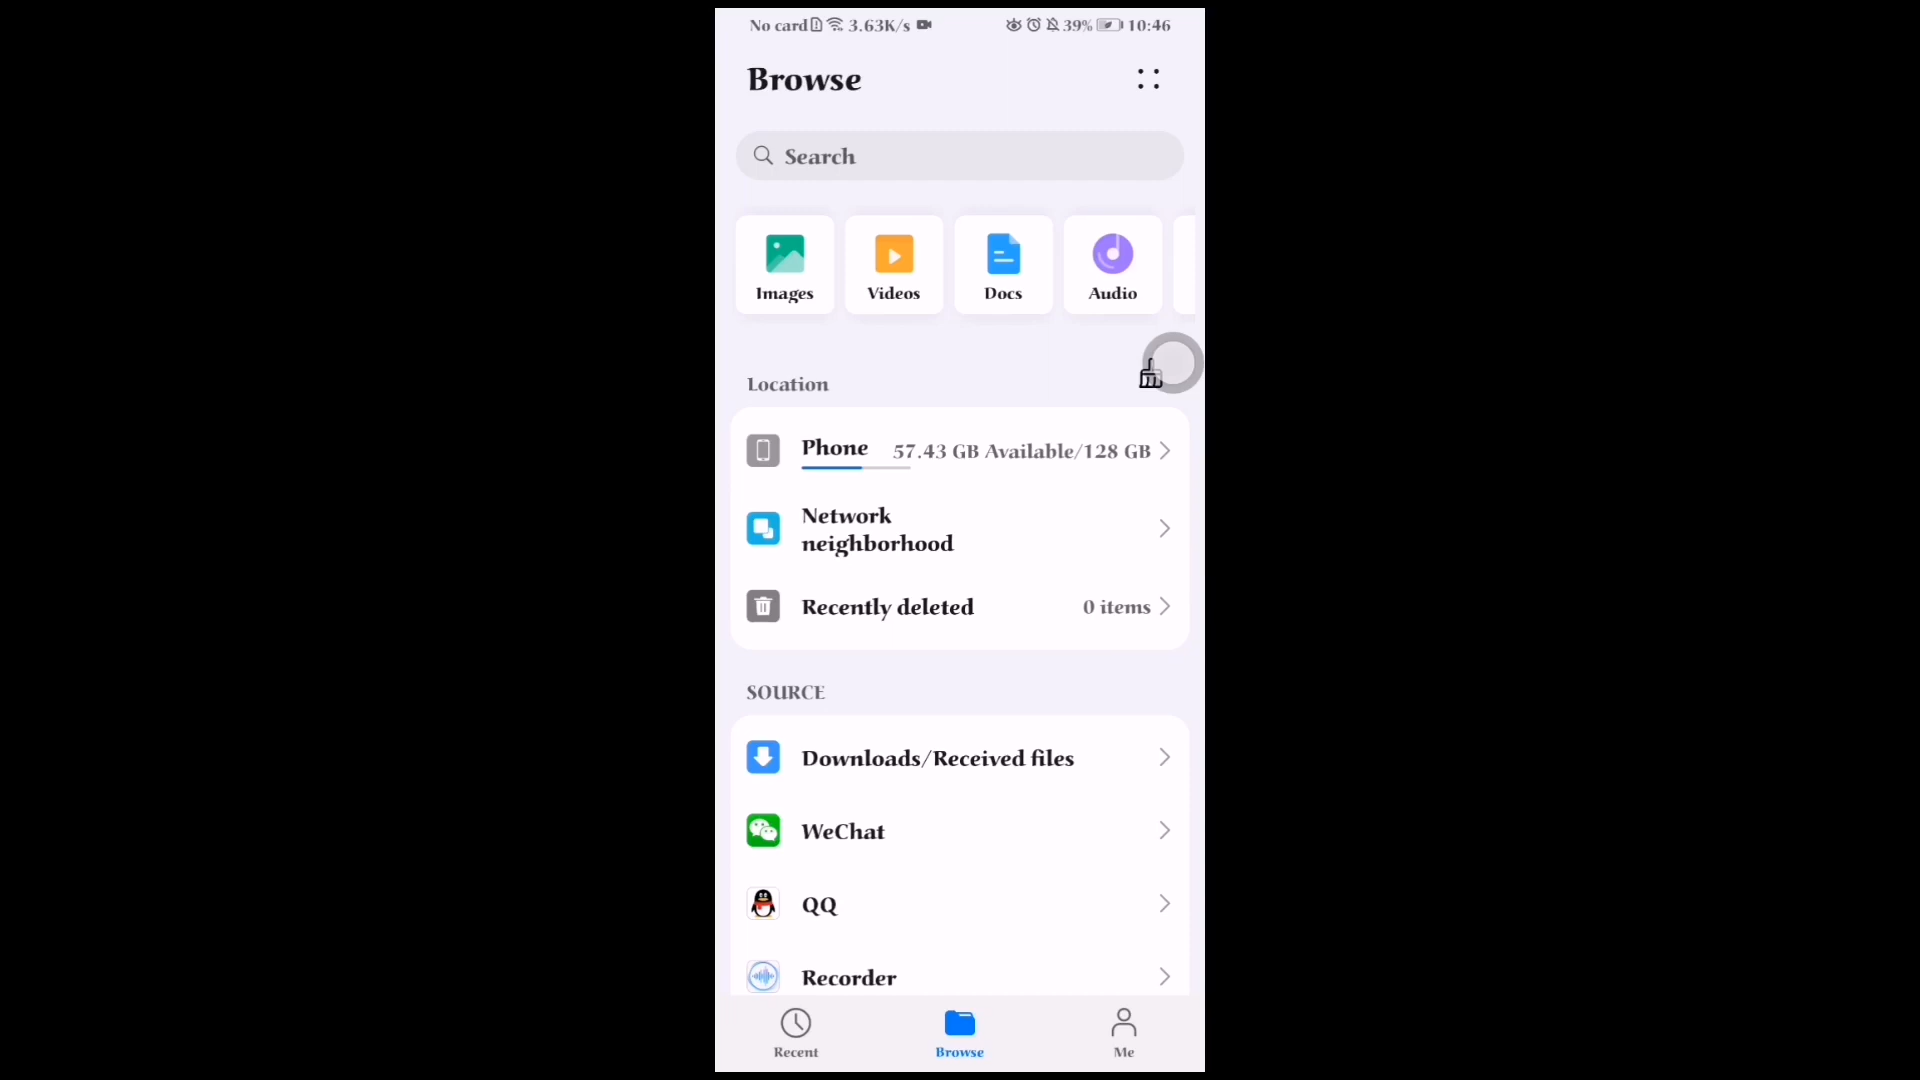 No card 3.63K/s 39% 10:46
Browse
Search
Images Videos Docs Audio
Location
Phone 57.43 GB Available/128 GB
Network
neighborhood
Recently deleted 0 items
SOURCE
Downloads/Received files
WeChat
QQ
Recorder
Recent Browse Me